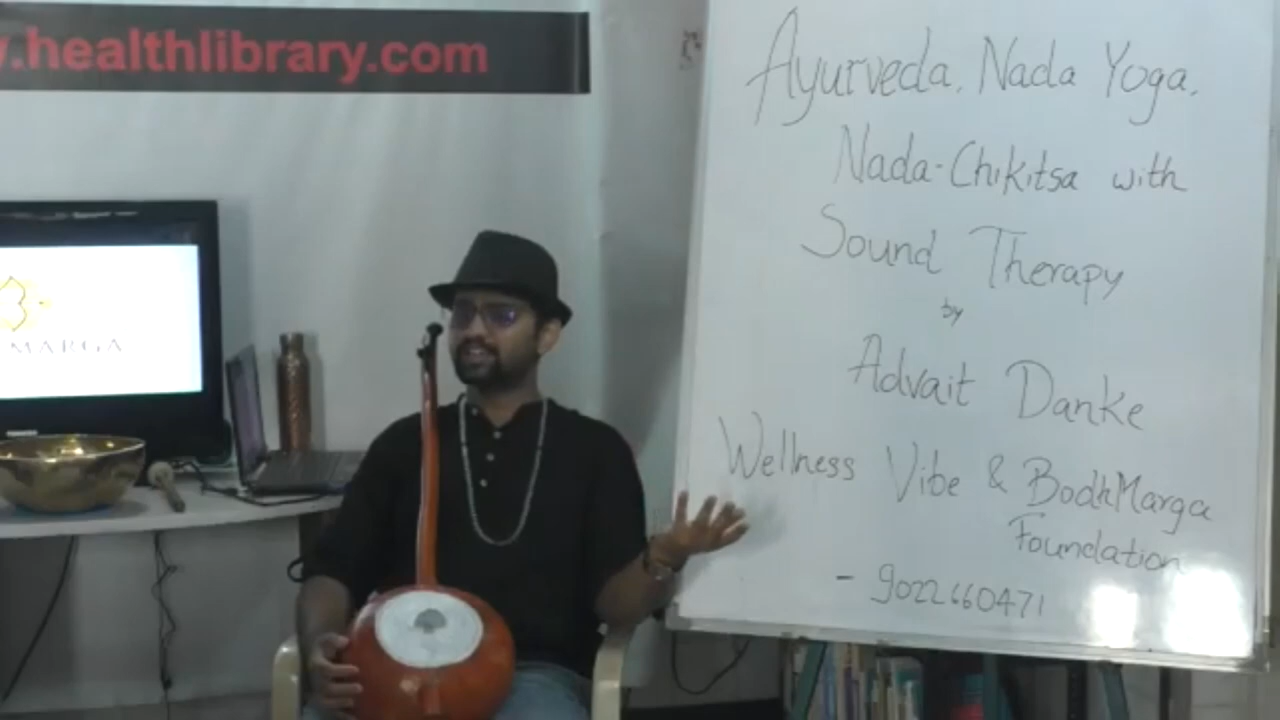 .healthlibrary.com
MARGA
Ayurveda, Nada Yoga,
Nada-Chikitsa with
Sound Therapy
by
Advait Danke
Wellness Vibe & BodhMarga
Foundation
- 9022660471